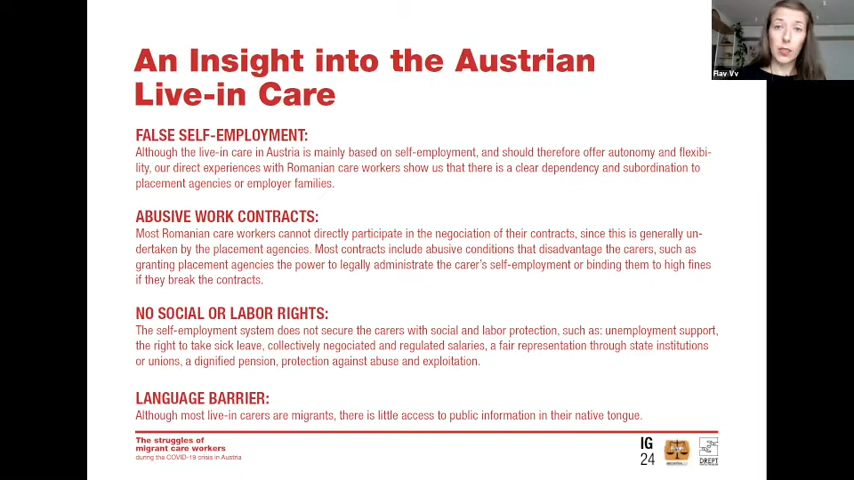 An Insight into the Austrian
Live-in Care
FALSE SELF-EMPLOYMENT:
Although the live-in care in Austria is mainly based on self-employment, and should therefore offer autonomy and flexibi-
lity, our direct experiences with Romanian care workers show us that there is a clear dependency and subordination to
placement agencies or employer families.
ABUSIVE WORK CONTRACTS:
Most Romanian care workers cannot directly participate in the negotiation of their contracts, since this is generally un-
dertaken by the placement agencies. Most contracts include abusive conditions that disadvantage the carers, such as
granting placement agencies the power to legally administrate the carer's self-employment or binding them to high fines
if they break the contracts.
NO SOCIAL OR LABOR RIGHTS:
The self-employment system does not secure the carers with social and labor protection, such as: unemployment support,
the right to take sick leave, collectively negotiated and regulated salaries, a fair representation through state institutions
or unions, a dignified pension, protection against abuse and exploitation.
LANGUAGE BARRIER:
Although most live-in carers are migrants, there is little access to public information in their native tongue.
The struggles of
migrant care workers
during the COVID-19 crisis in Austria
IG
24
DREPT
Flav Vv